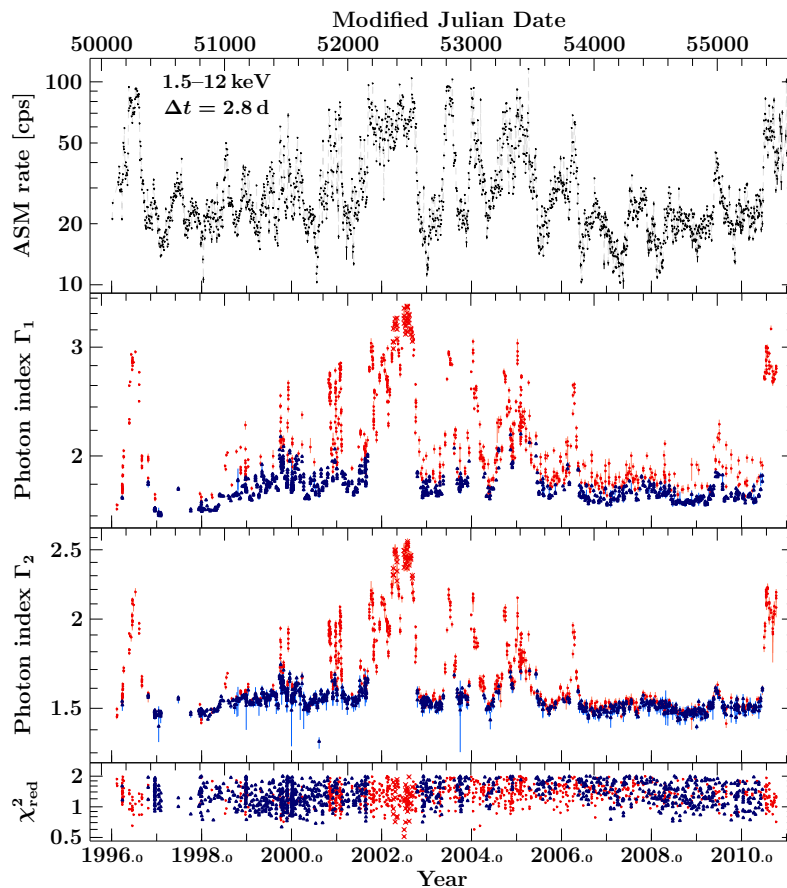 Modified Julian Date
50000 51000 52000 53000 54000 55000
1.5–12 keV
Δt = 2.8 d
ASM rate [cps]
100
50
20
10
Photon index Γ₁
3
2
Photon index Γ₂
2.5
2
1.5
χ²red
2
1
0.5
1996.0 1998.0 2000.0 2002.0 2004.0 2006.0 2008.0 2010.0
Year